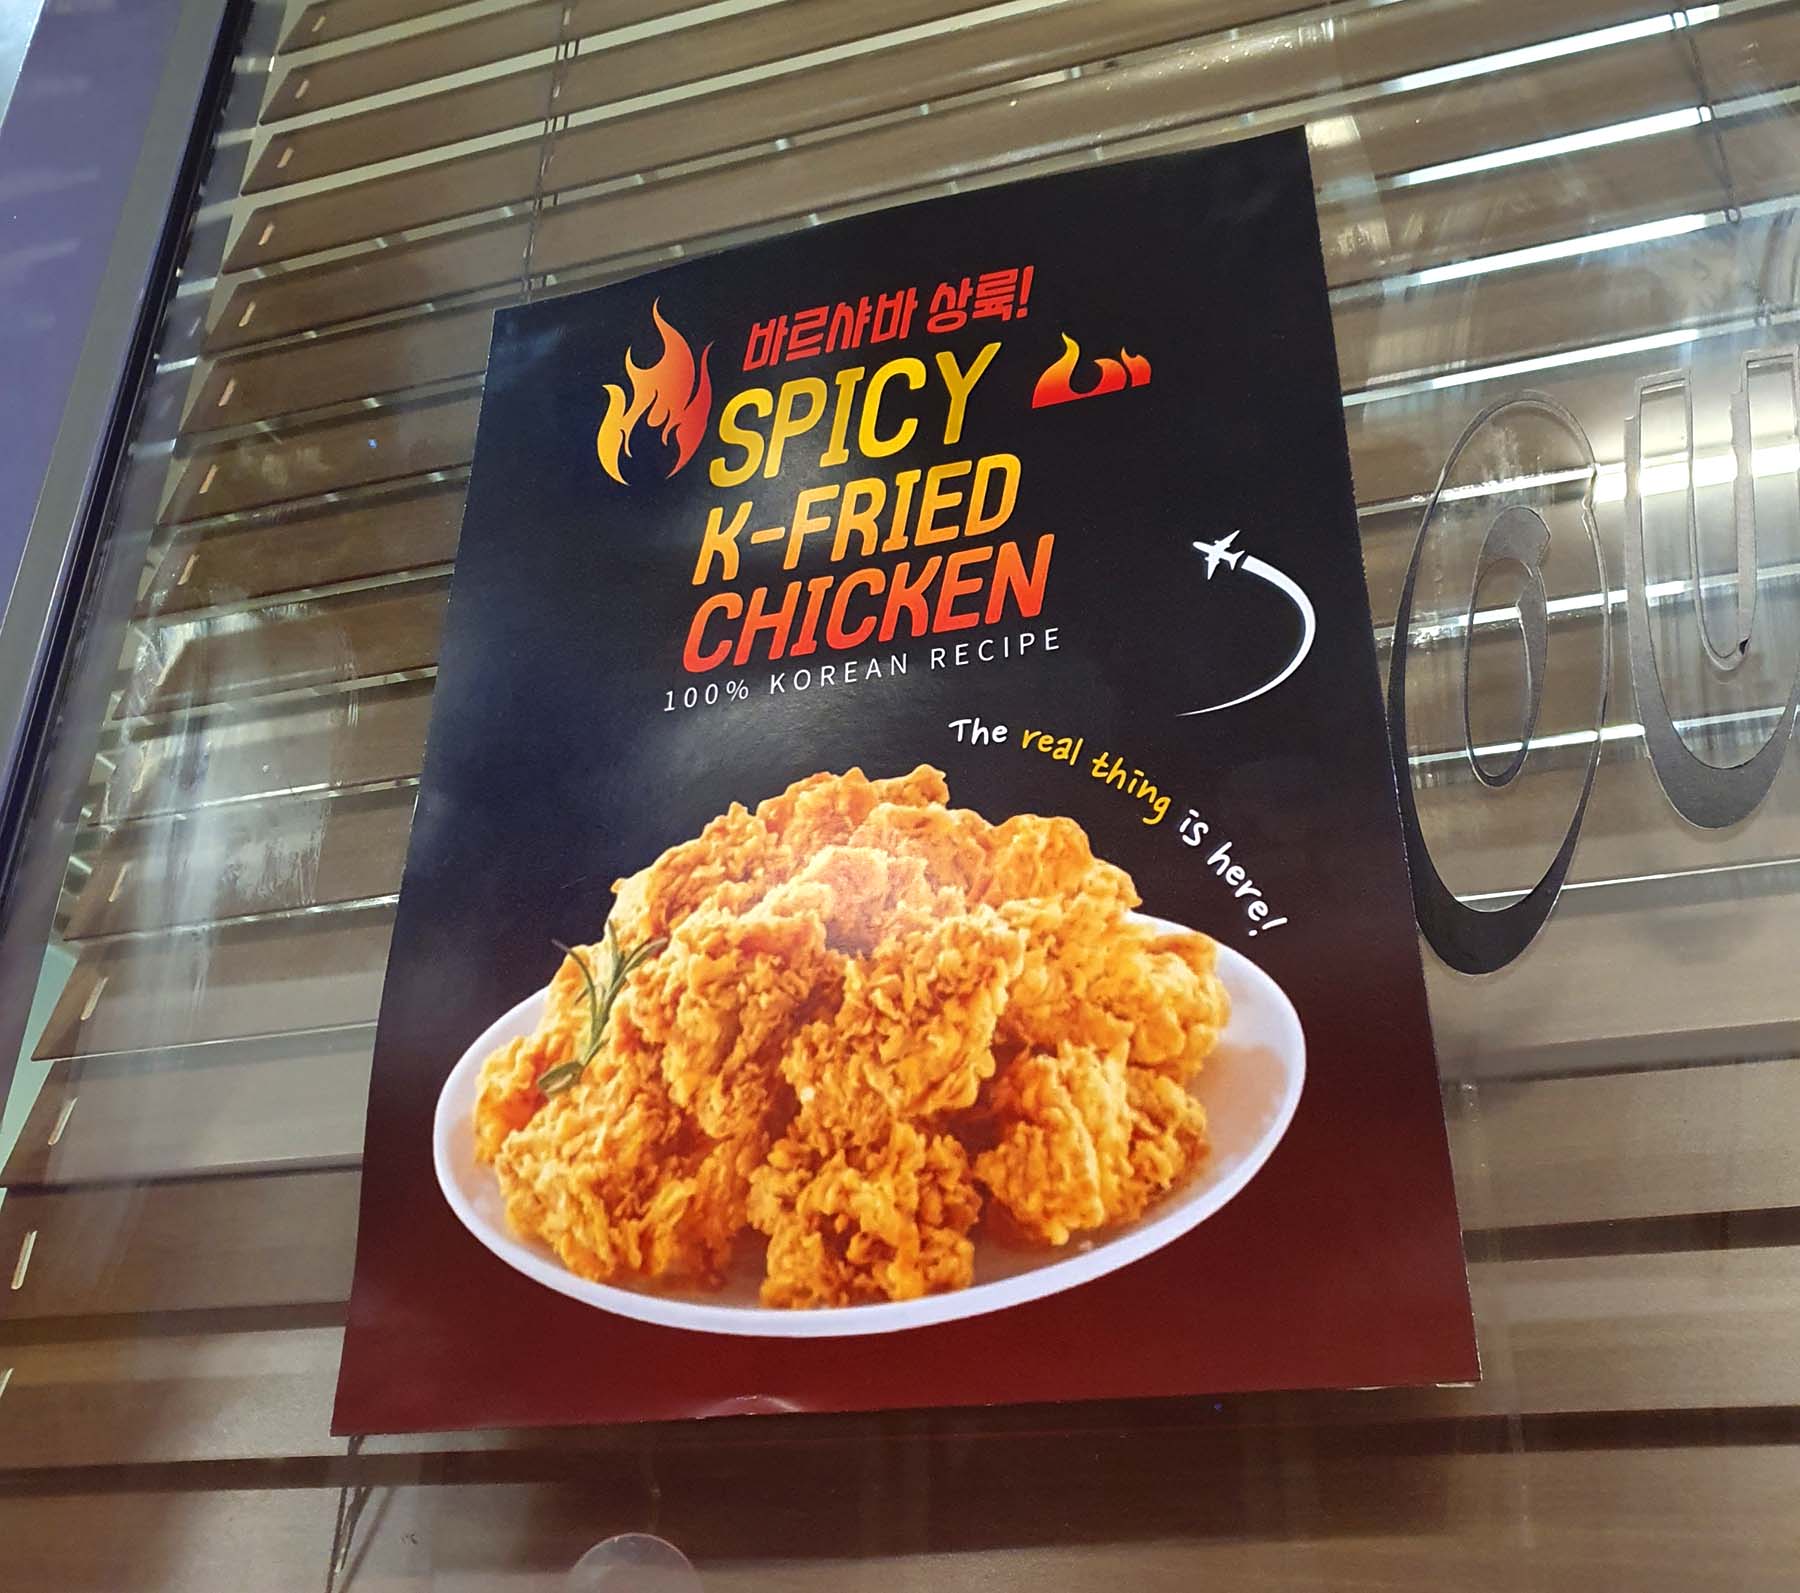 바르샤바 상륙!
SPICY
K-FRIED
CHICKEN
100% KOREAN RECIPE
The real thing is here!